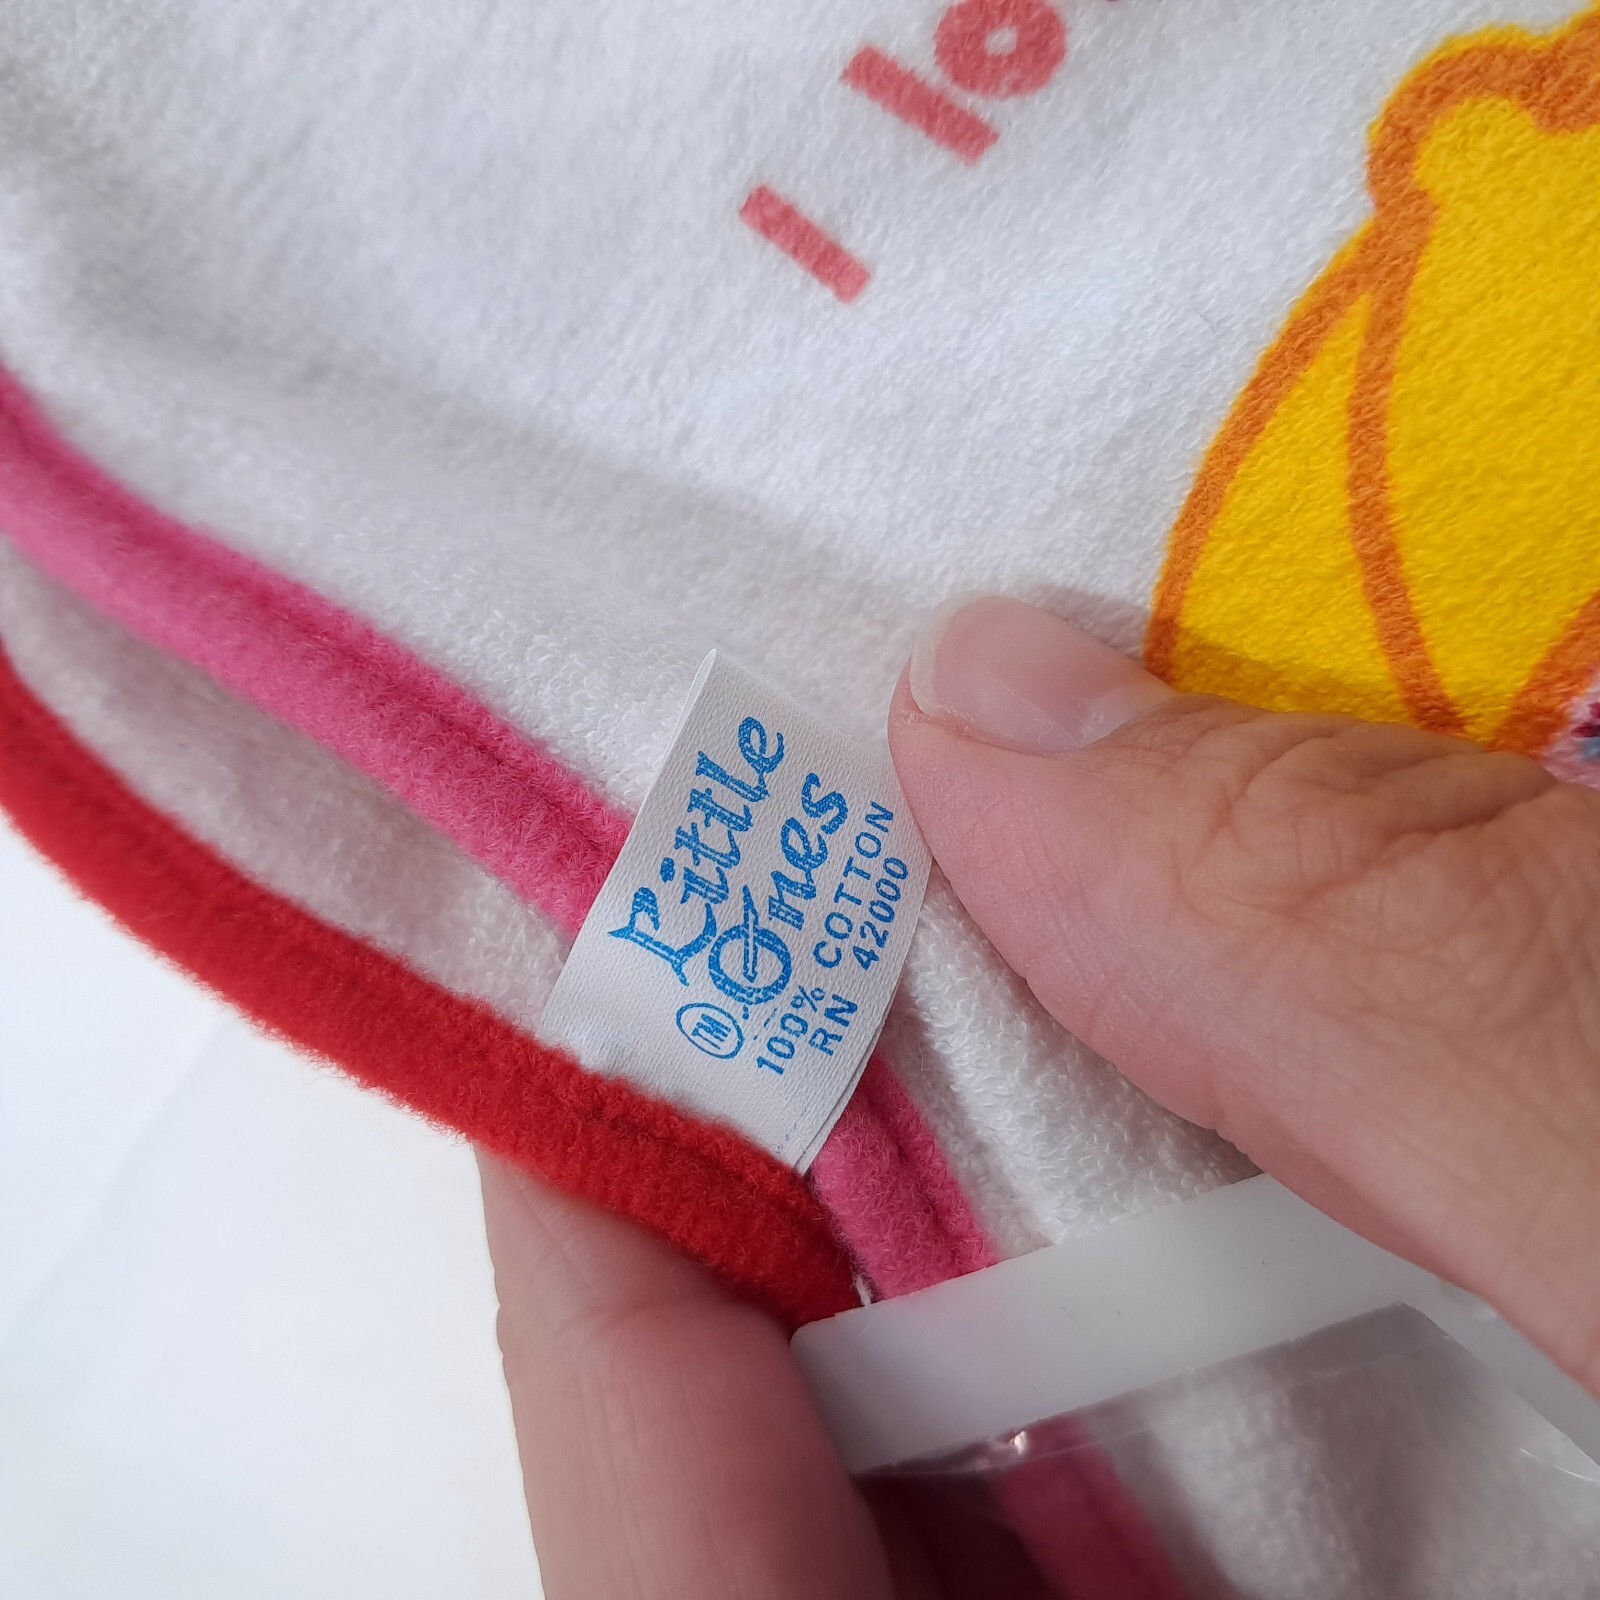 I lo
Little
Ones
TM
100% COTTON
RN 42000